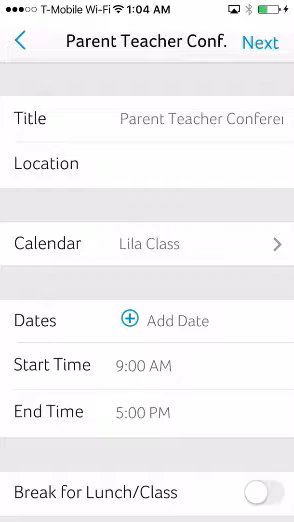 T-Mobile Wi-Fi 1:04 AM
Parent Teacher Conf. Next
Title Parent Teacher
Location
Calendar Lila Class
Dates Add Date
Start Time 9:00 AM
End Time 5:00 PM
Break for Lunch/Class